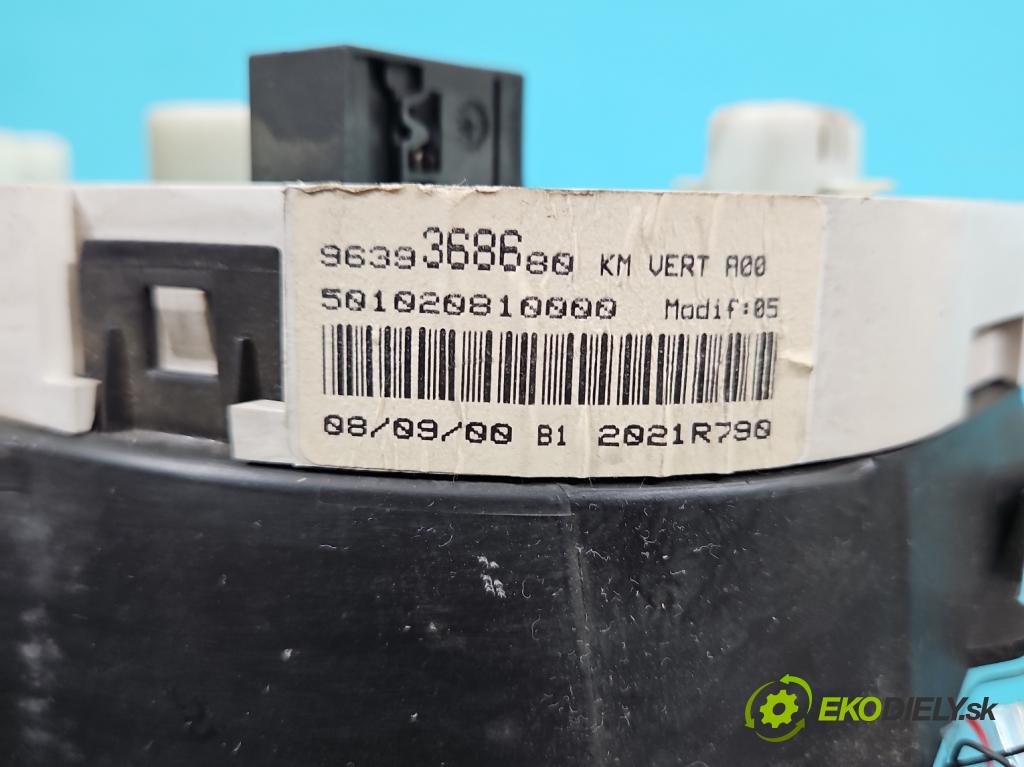 9639368680 KM VERT A00
501020810000 Modif:05
08/09/00 B1 2021R790
EKODIELY.sk